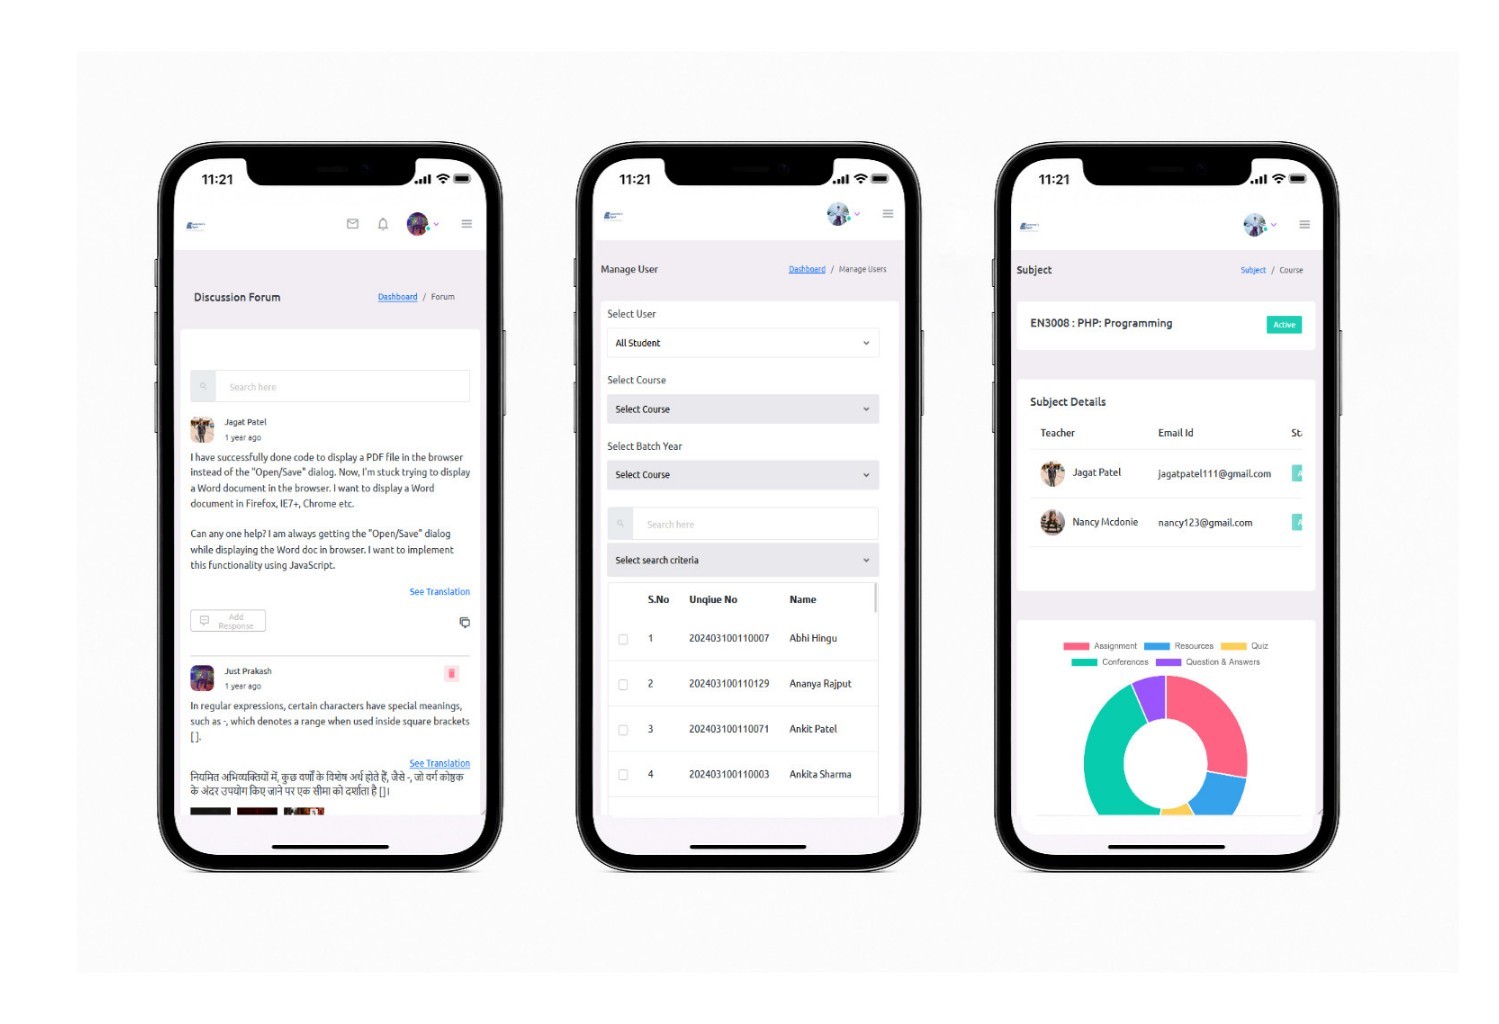 11:21
Discussion Forum
Dashboard / Forum
Search here
Jagat Patel
1 year ago
I have successfully done code to display a PDF file in the browser
instead of the "Open/Save" dialog. Now, I'm stuck trying to display
a Word document in the browser. I want to display a Word
document in Firefox, IE7+, Chrome etc.
Can any one help? I am always getting the "Open/Save" dialog
while displaying the Word doc in browser. I want to implement
this functionality using JavaScript.
See Translation
Add
Response
Just Prakash
1 year ago
In regular expressions, certain characters have special meanings,
such as -, which denotes a range when used inside square brackets
[ ].
See Translation
नियमित अभिव्यक्तियों में, कुछ वर्णों के विशेष अर्थ होते हैं, जैसे -, जो वर्ग कोष्ठक
के अंदर उपयोग किए जाने पर एक सीमा को दर्शाता है []।
11:21
Manage User
Dashboard / Manage Users
Select User
All Student
Select Course
Select Course
Select Batch Year
Select Course
Search here
Select search criteria
S.No Unqiue No Name
1 202403100110007 Abhi Hingu
2 202403100110129 Ananya Rajput
3 202403100110071 Ankit Patel
4 202403100110003 Ankita Sharma
11:21
Subject
Subject / Course
EN3008 : PHP: Programming
Active
Subject Details
Teacher Email Id St
Jagat Patel jagatpatel111@gmail.com A
Nancy Mcdonie nancy123@gmail.com A
Assignment Resources Quiz
Conferences Question & Answers